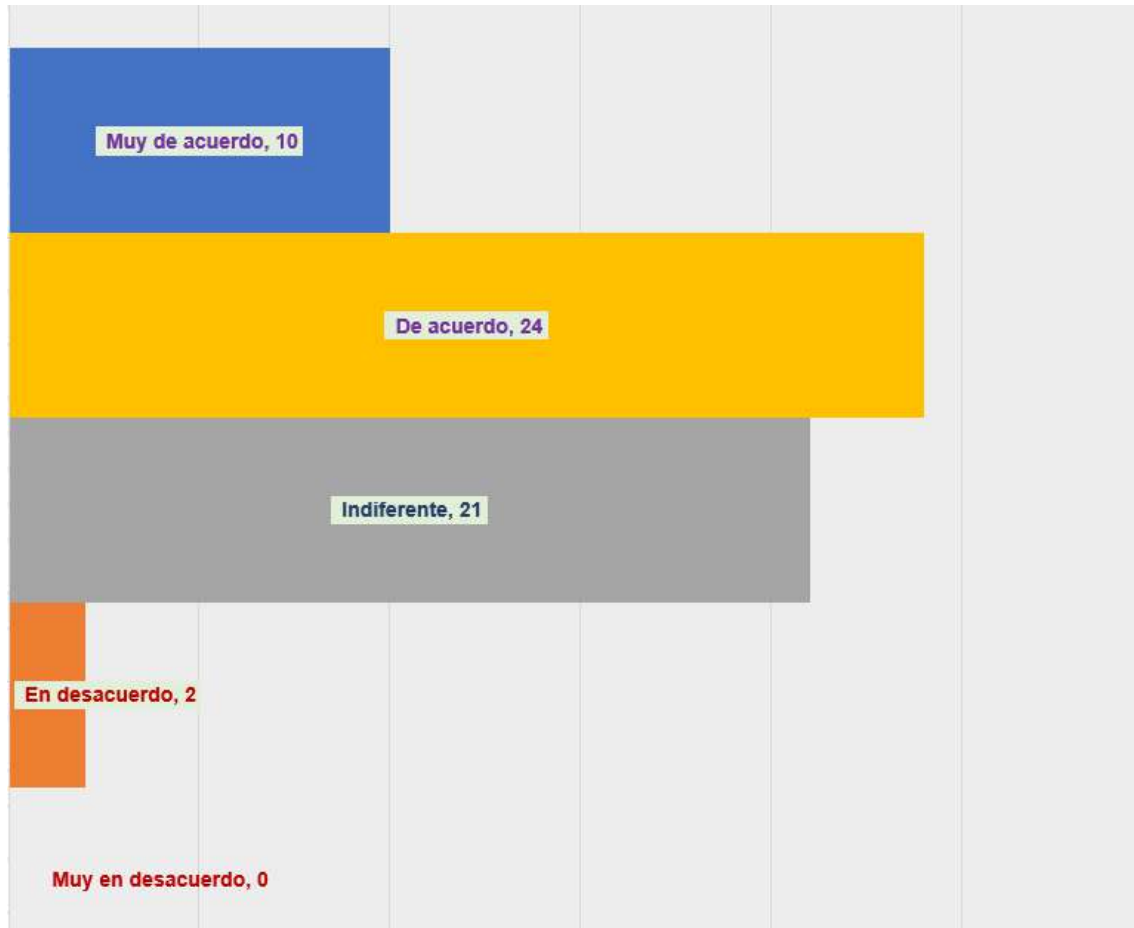 Muy de acuerdo, 10
De acuerdo, 24
Indiferente, 21
En desacuerdo, 2
Muy en desacuerdo, 0